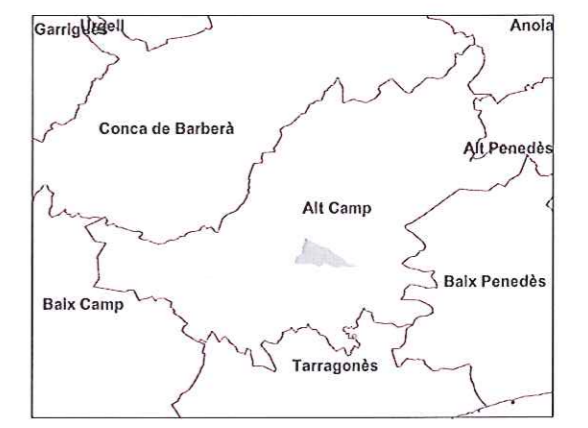 Garrigues
Urgell
Anoia
Conca de Barberà
Alt Penedès
Alt Camp
Baix Penedès
Baix Camp
Tarragonès